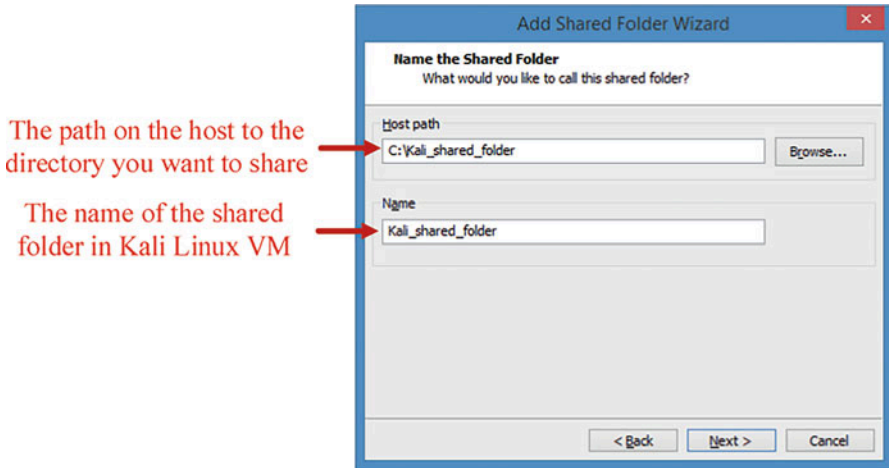 Add Shared Folder Wizard
Name the Shared Folder
What would you like to call this shared folder?
The path on the host to the
directory you want to share
Host path
C:\Kali_shared_folder
Browse...
The name of the shared
folder in Kali Linux VM
Name
Kali_shared_folder
< Back
Next >
Cancel